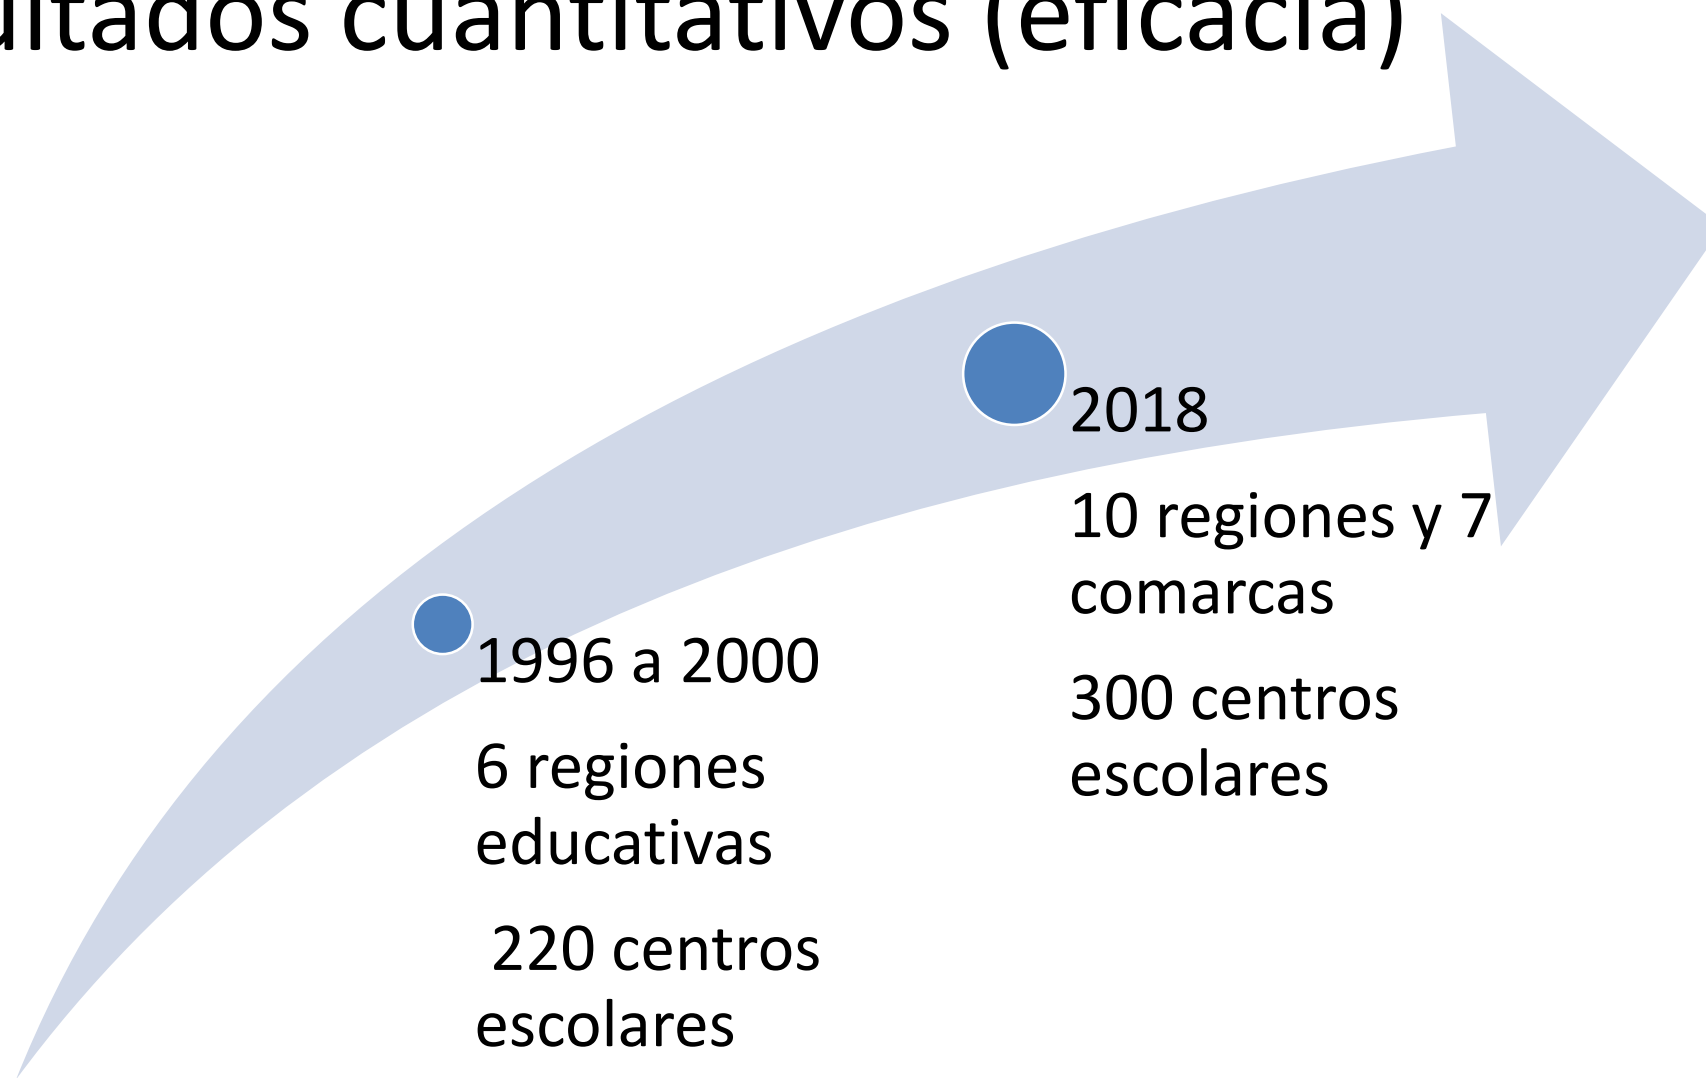 ultados cuantitativos (eficacia)
2018
10 regiones y 7
comarcas
300 centros
escolares
1996 a 2000
6 regiones
educativas
220 centros
escolares